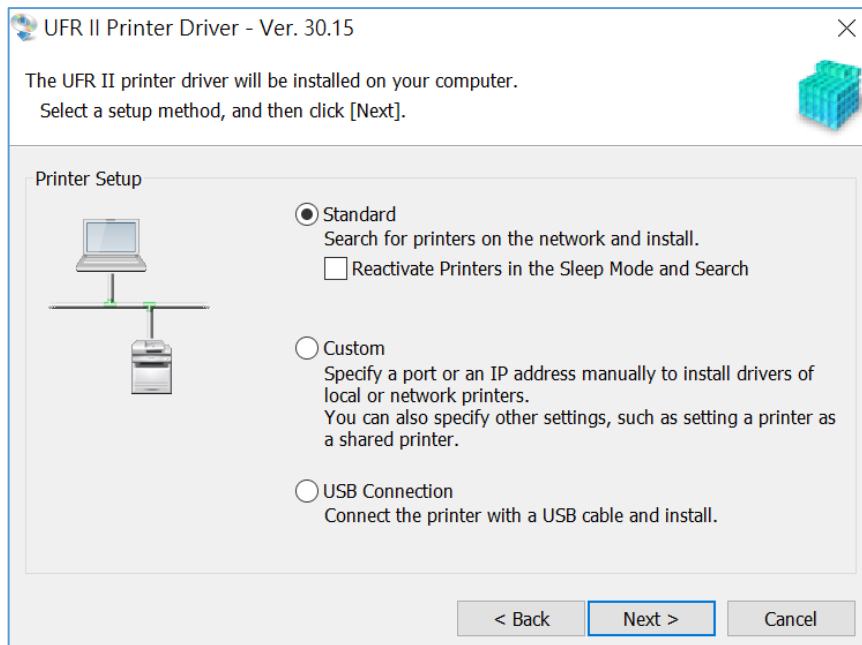 UFR II Printer Driver - Ver. 30.15
The UFR II printer driver will be installed on your computer.
Select a setup method, and then click [Next].
Printer Setup
Standard
Search for printers on the network and install.
Reactivate Printers in the Sleep Mode and Search
Custom
Specify a port or an IP address manually to install drivers of
local or network printers.
You can also specify other settings, such as setting a printer as
a shared printer.
USB Connection
Connect the printer with a USB cable and install.
< Back
Next >
Cancel